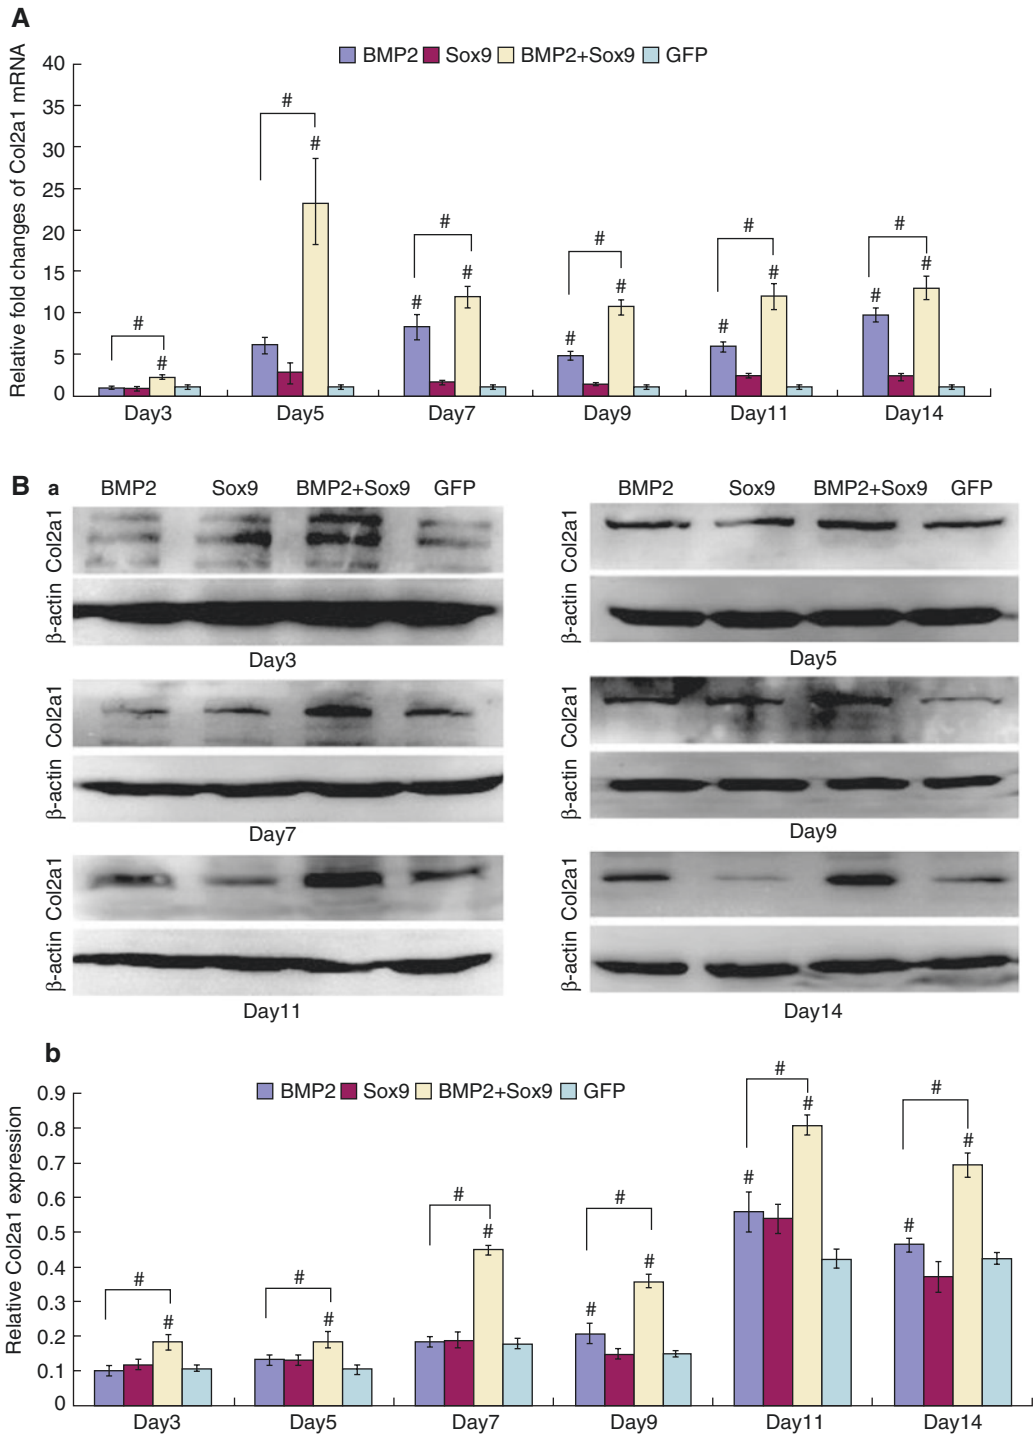 A
BMP2 Sox9 BMP2+Sox9 GFP
Relative fold changes of Col2a1 mRNA
40
35
30
25
20
15
10
5
0
# # # # # # # # # # # # # # # #
Day3 Day5 Day7 Day9 Day11 Day14
B a
BMP2 Sox9 BMP2+Sox9 GFP
Col2a1
β-actin
Day3
BMP2 Sox9 BMP2+Sox9 GFP
Col2a1
β-actin
Day5
Col2a1
β-actin
Day7
Col2a1
β-actin
Day9
Col2a1
β-actin
Day11
Col2a1
β-actin
Day14
b
BMP2 Sox9 BMP2+Sox9 GFP
Relative Col2a1 expression
0.9
0.8
0.7
0.6
0.5
0.4
0.3
0.2
0.1
0
# # # # # # # # # # # # # # #
Day3 Day5 Day7 Day9 Day11 Day14